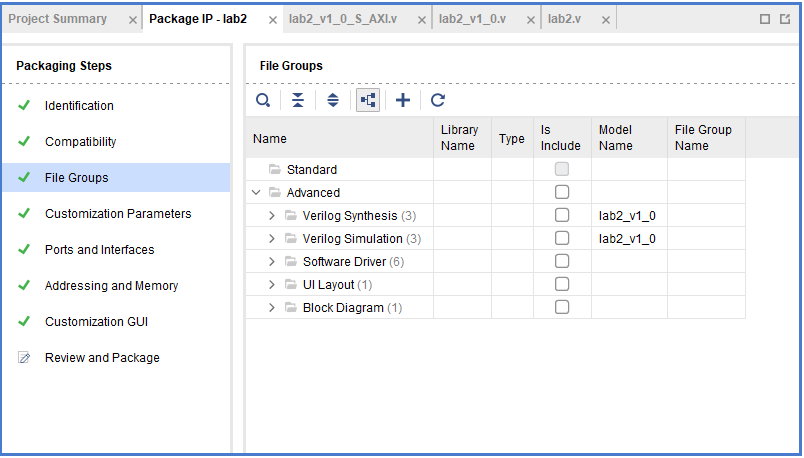 Project Summary
Package IP - lab2
lab2_v1_0_S_AXI.v
lab2_v1_0.v
lab2.v
Packaging Steps
Identification
Compatibility
File Groups
Customization Parameters
Ports and Interfaces
Addressing and Memory
Customization GUI
Review and Package
File Groups
Name
Library
Name
Type
Is
Include
Model
Name
File Group
Name
Standard
Advanced
Verilog Synthesis (3)
lab2_v1_0
Verilog Simulation (3)
lab2_v1_0
Software Driver (6)
UI Layout (1)
Block Diagram (1)